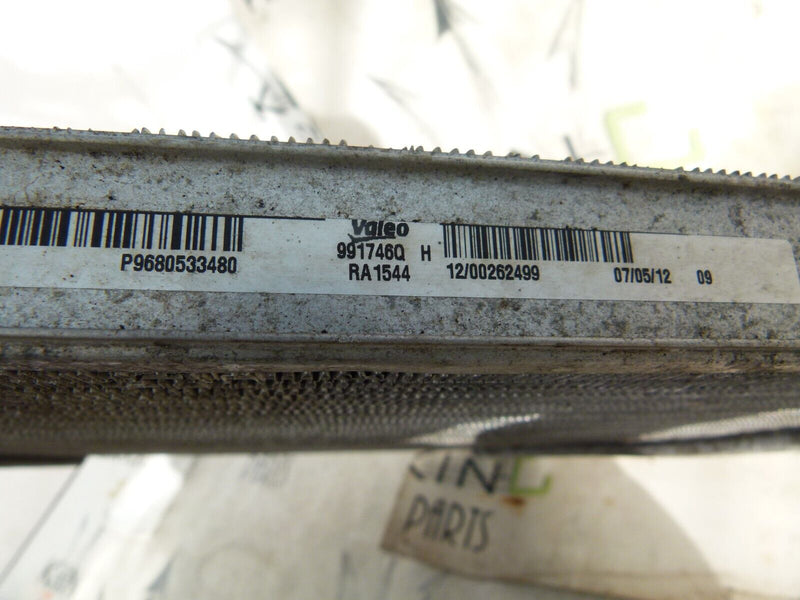 Valeo
P9680533480
991746Q H
RA1544
12/00262499
07/05/12 09
PARTS